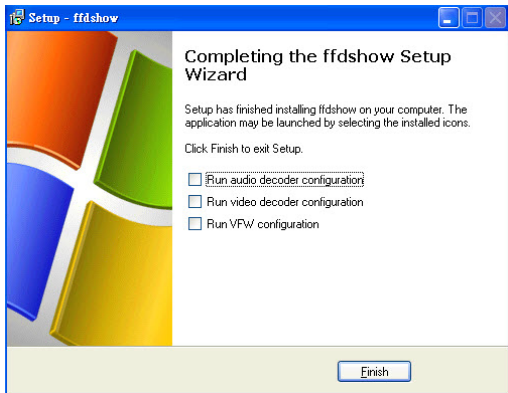 Setup - ffdshow
Completing the ffdshow Setup
Wizard
Setup has finished installing ffdshow on your computer. The
application may be launched by selecting the installed icons.
Click Finish to exit Setup.
Run audio decoder configuration
Run video decoder configuration
Run VFW configuration
Finish